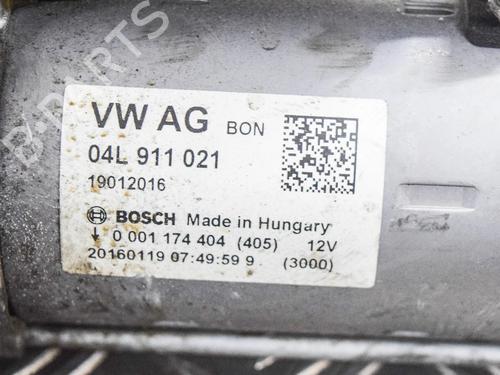 B-PARTS
VW AG BON
04L 911 021
19012016
BOSCH Made in Hungary
0 001 174 404 (405) 12V
20160119 07:49:59 9 (3000)